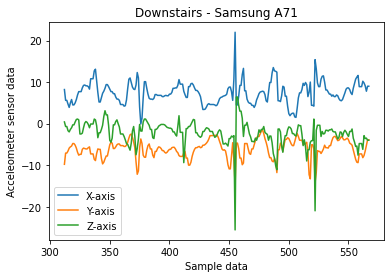 Downstairs - Samsung A71
Acceleometer sensor data
20
10
0
−10
−20
X-axis
Y-axis
Z-axis
300
350
400
450
500
550
Sample data